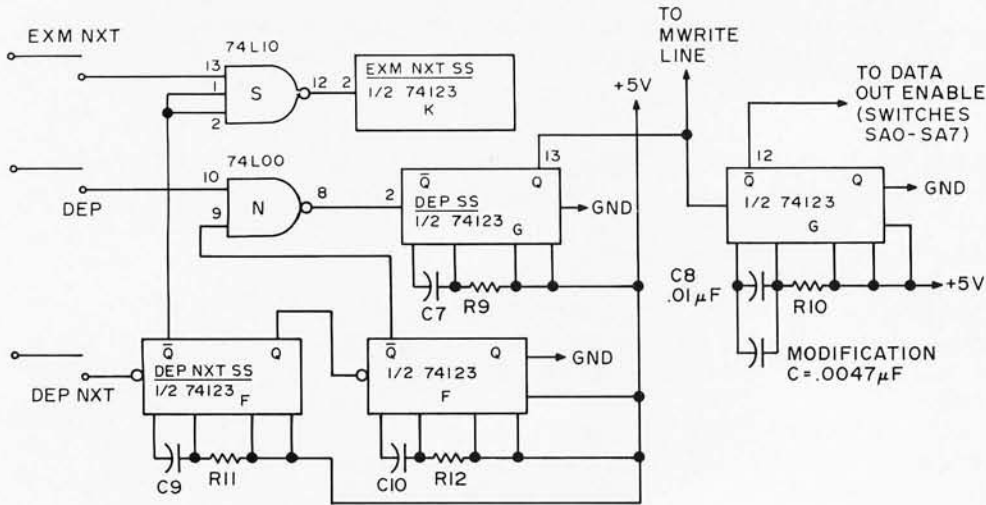 EXM NXT
74L10
13
1
2
S
12
2
EXM NXT SS
1/2 74123
K
TO
MWRITE
LINE
+5V
TO DATA
OUT ENABLE
(SWITCHES
SA0-SA7)
DEP
74L00
10
9
N
8
2
13
Q̅
Q
DEP SS
1/2 74123
G
GND
C7
R9
12
Q̅
Q
1/2 74123
G
GND
C8
.01μF
R10
+5V
MODIFICATION
C=.0047μF
DEP NXT
Q̅
Q
DEP NXT SS
1/2 74123
F
C9
R11
Q̅
Q
1/2 74123
F
GND
C10
R12